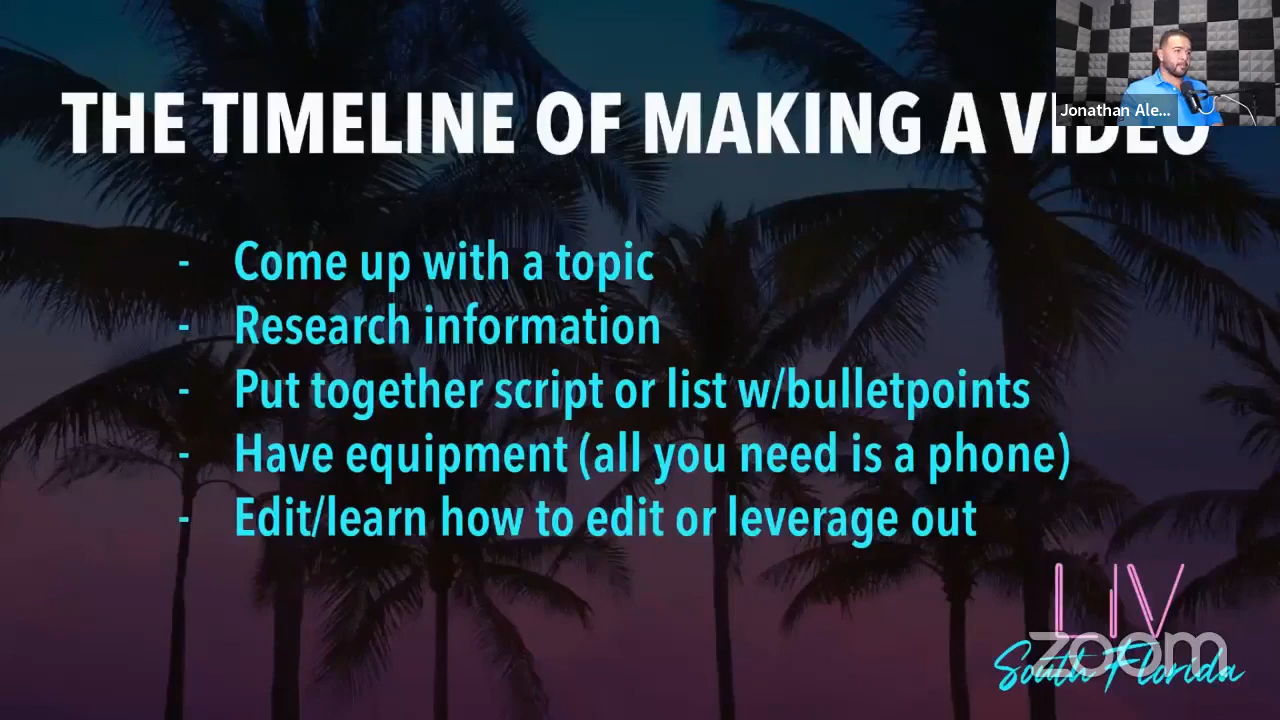 THE TIMELINE OF MAKING A VIDEO
Jonathan Ale...
- Come up with a topic
- Research information
- Put together script or list w/bulletpoints
- Have equipment (all you need is a phone)
- Edit/learn how to edit or leverage out
LIV
zoom
South Florida